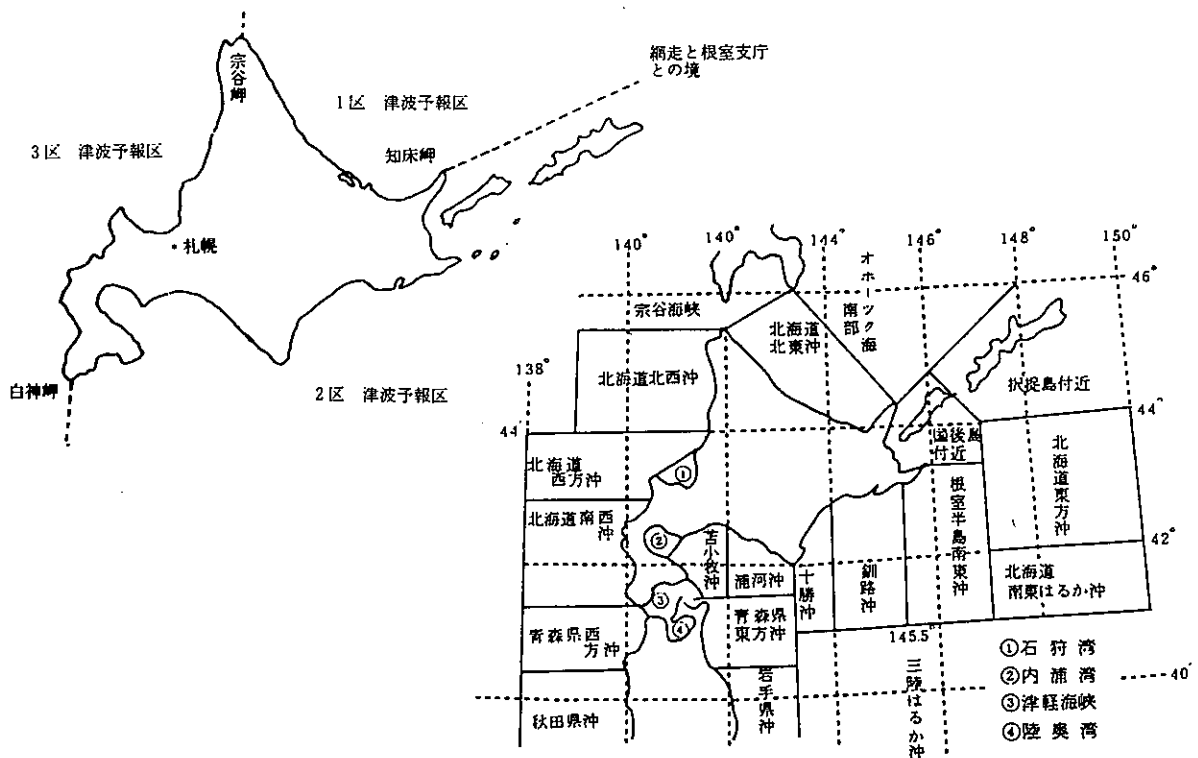 網走と根室支庁
との境
宗谷岬
1区 津波予報区
3区 津波予報区
知床岬
・札幌
白神岬
2区 津波予報区
140°
140°
144°
146°
148°
150°
46°
オホーツク海
南部
宗谷海峡
北海道
北東沖
138°
北海道北西沖
択捉島付近
44°
44°
国後島
付近
北海道
西方沖
①
北海道東方沖
根室半島南東沖
北海道南西
沖
②
苫小牧沖
42°
浦河沖
十勝沖
釧路沖
北海道
南東はるか沖
③
青森県西
方沖
④
青森県
東方沖
145.5°
①石狩湾
②内浦湾
③津軽海峡
④陸奥湾
40°
三陸はるか沖
岩手県沖
秋田県沖